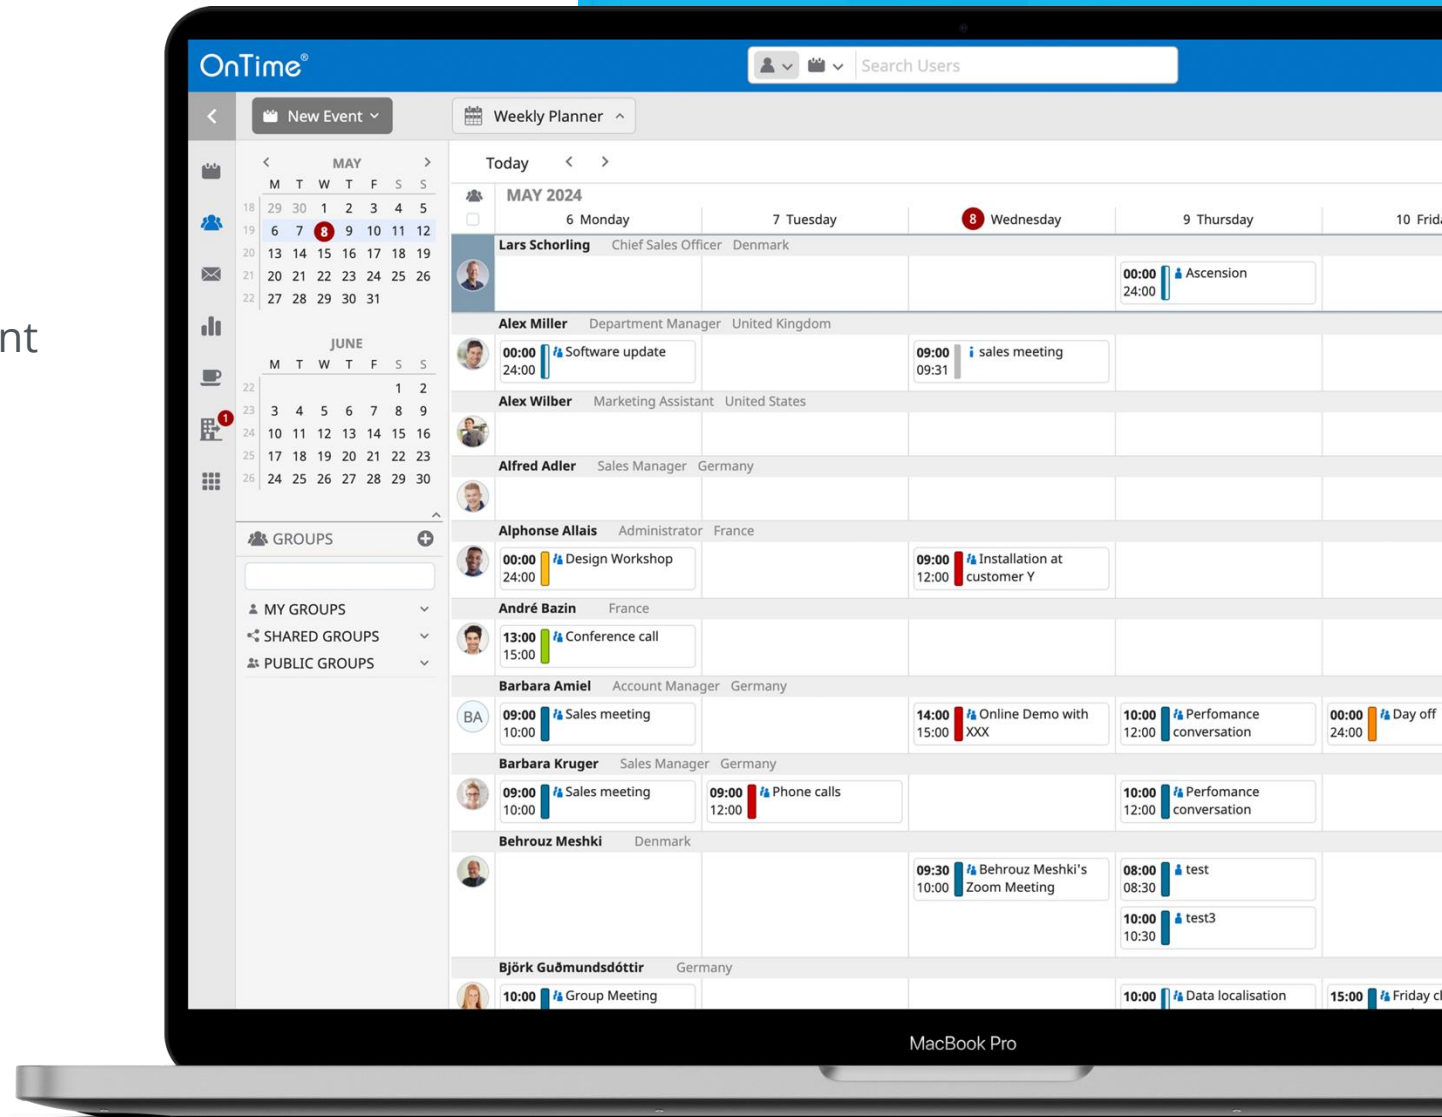 nt
OnTime®
Search Users
New Event
Weekly Planner
MAY
M T W T F S S
18 29 30 1 2 3 4 5
19 6 7 8 9 10 11 12
20 13 14 15 16 17 18 19
21 20 21 22 23 24 25 26
22 27 28 29 30 31
JUNE
M T W T F S S
22 1 2
23 3 4 5 6 7 8 9
24 10 11 12 13 14 15 16
25 17 18 19 20 21 22 23
26 24 25 26 27 28 29 30
1
GROUPS
MY GROUPS
SHARED GROUPS
PUBLIC GROUPS
Today
MAY 2024
6 Monday 7 Tuesday 8 Wednesday 9 Thursday 10 Frid
Lars Schorling Chief Sales Officer Denmark
00:00 Ascension
24:00
Alex Miller Department Manager United Kingdom
00:00 Software update 09:00 sales meeting
24:00 09:31
Alex Wilber Marketing Assistant United States
Alfred Adler Sales Manager Germany
Alphonse Allais Administrator France
00:00 Design Workshop 09:00 Installation at
24:00 12:00 customer Y
André Bazin France
13:00 Conference call
15:00
Barbara Amiel Account Manager Germany
BA 09:00 Sales meeting 14:00 Online Demo with 10:00 Perfomance 00:00 Day off
10:00 15:00 XXX 12:00 conversation 24:00
Barbara Kruger Sales Manager Germany
09:00 Sales meeting 09:00 Phone calls 10:00 Perfomance
10:00 12:00 12:00 conversation
Behrouz Meshki Denmark
09:30 Behrouz Meshki's 08:00 test
10:00 Zoom Meeting 08:30
10:00 test3
10:30
Björk Guðmundsdóttir Germany
10:00 Group Meeting 10:00 Data localisation 15:00 Friday c
MacBook Pro